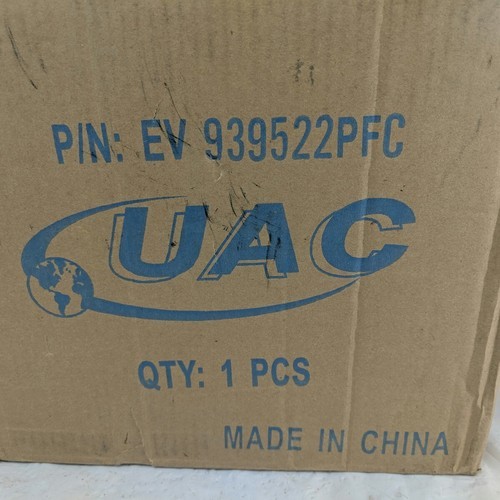 P/N: EV 939522PFC
UAC
QTY: 1 PCS
MADE IN CHINA